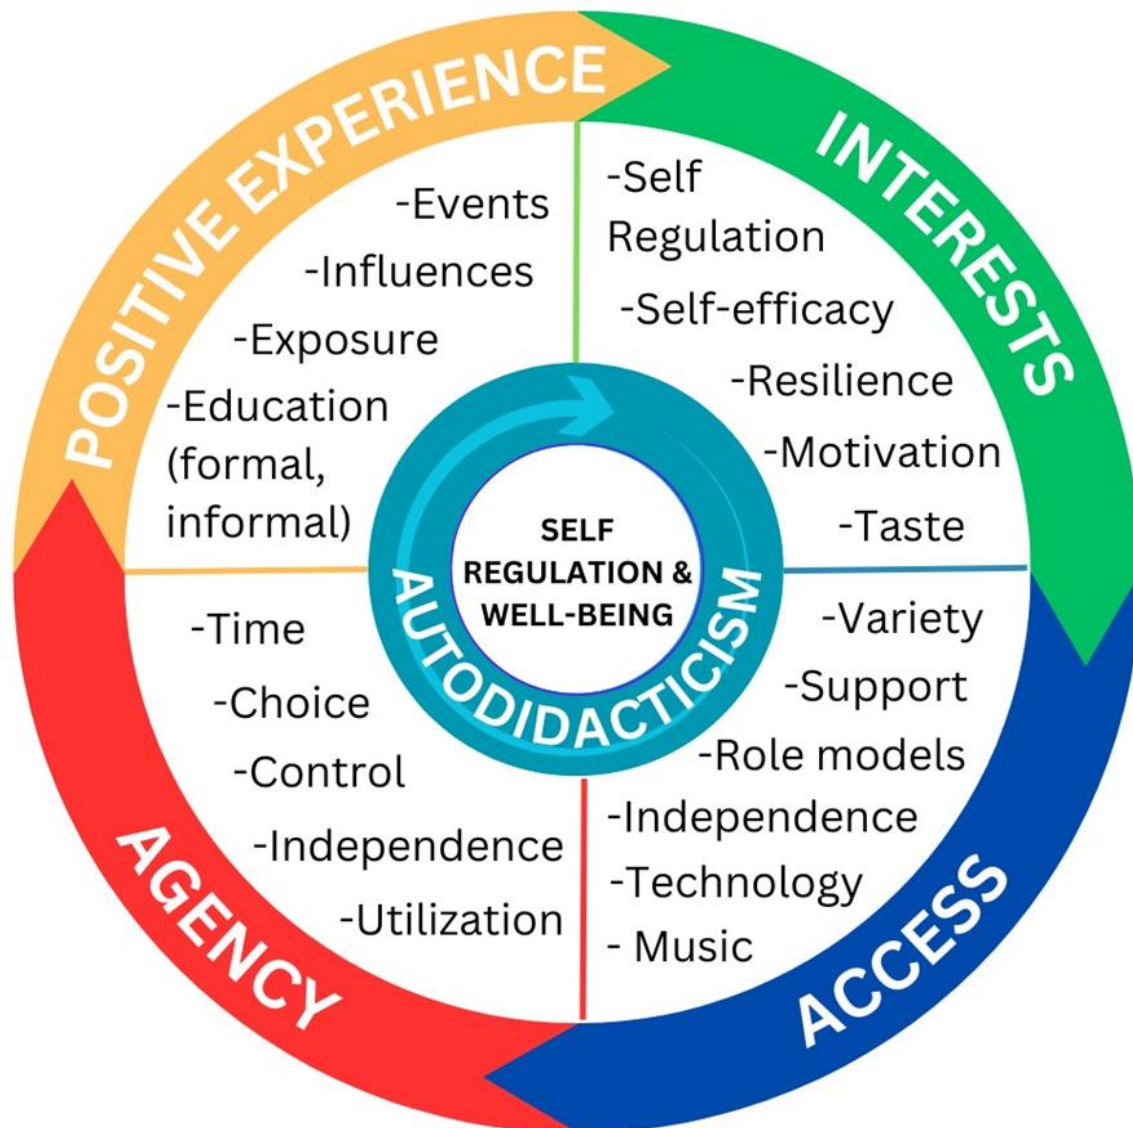 POSITIVE EXPERIENCE
-Events
-Influences
-Exposure
-Education
(formal,
informal)
INTERESTS
-Self
Regulation
-Self-efficacy
-Resilience
-Motivation
-Taste
ACCESS
-Variety
-Support
-Role models
-Independence
-Technology
- Music
AGENCY
-Time
-Choice
-Control
-Independence
-Utilization
SELF
REGULATION &
WELL-BEING
AUTODIDACTICISM